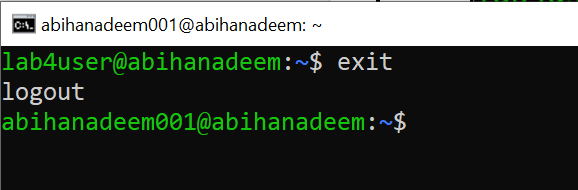 abihanadeem001@abihanadeem: ~
lab4user@abihanadeem:~$ exit
logout
abihanadeem001@abihanadeem:~$